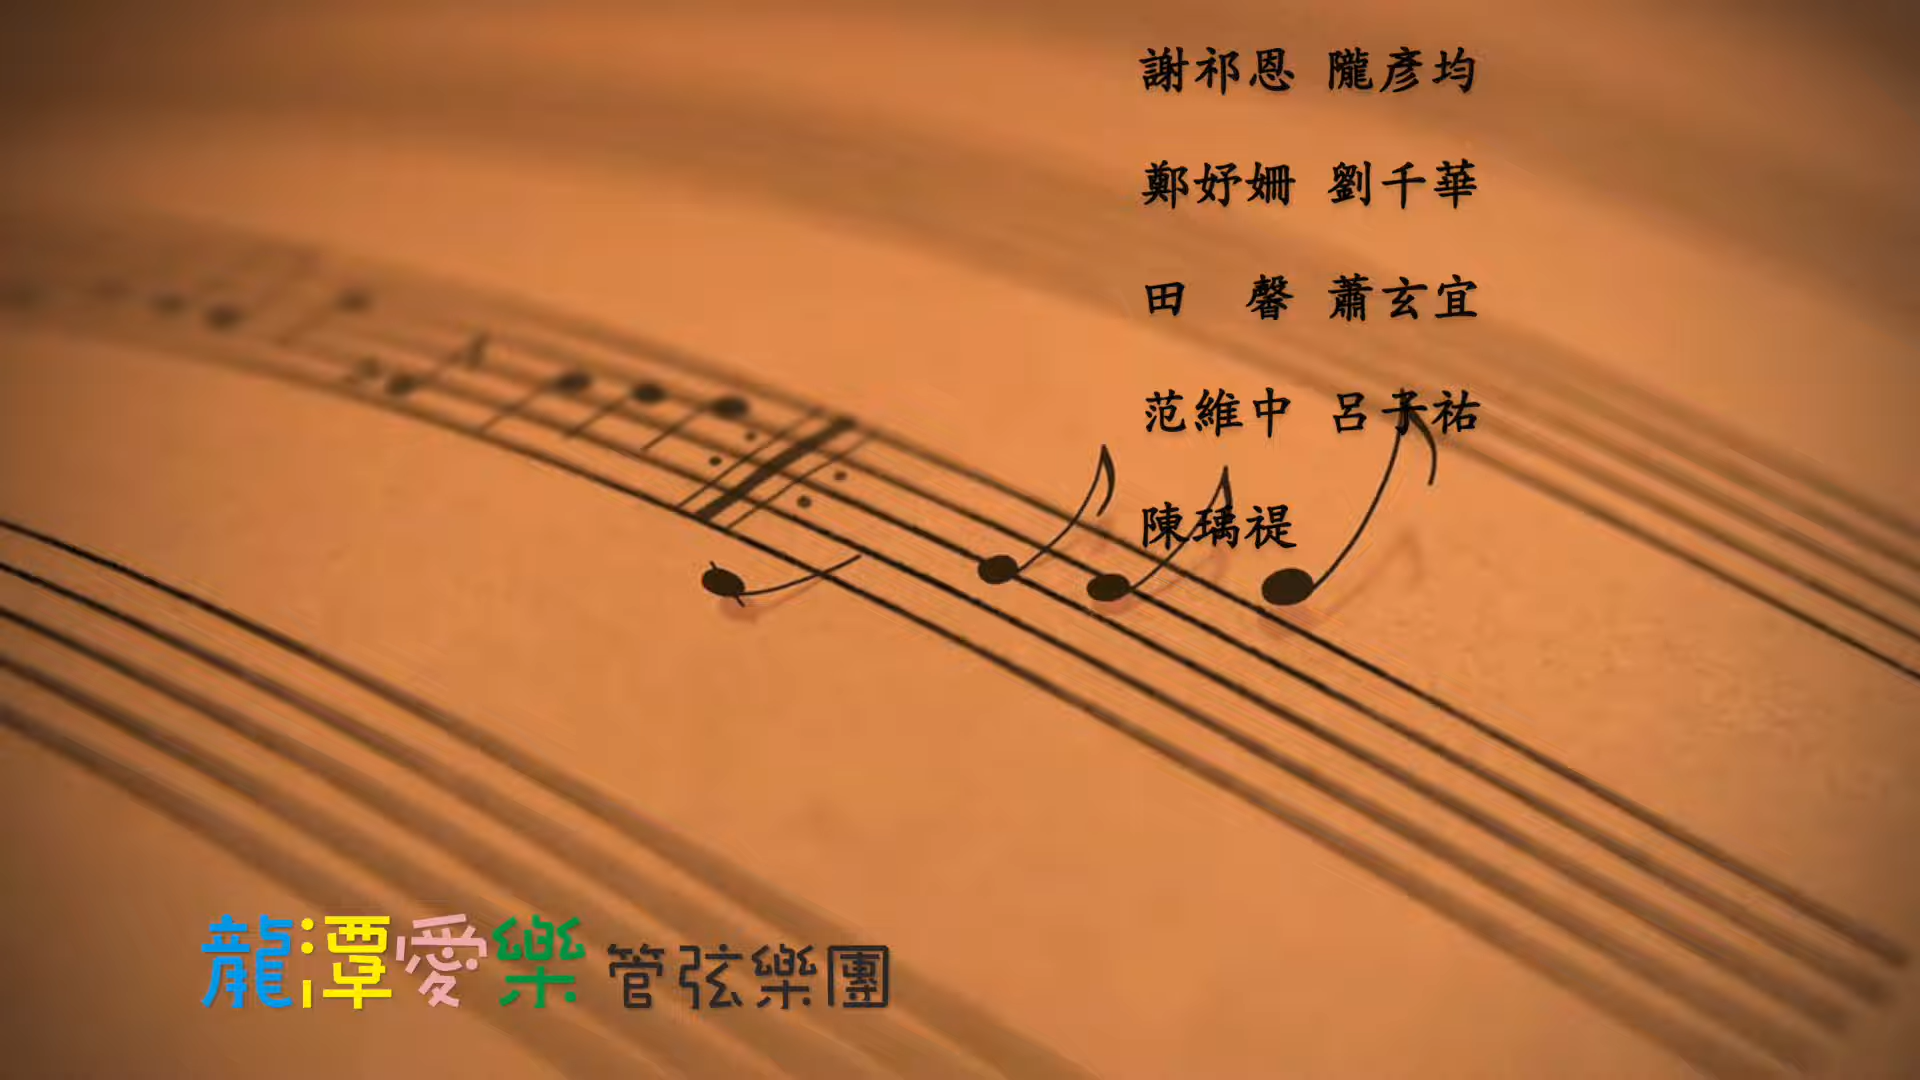 謝祁恩 隴彥均
鄭妤姍 劉千華
田　馨 蕭玄宜
范維中 呂予祐
陳瑀禔
龍潭愛樂 管弦樂團